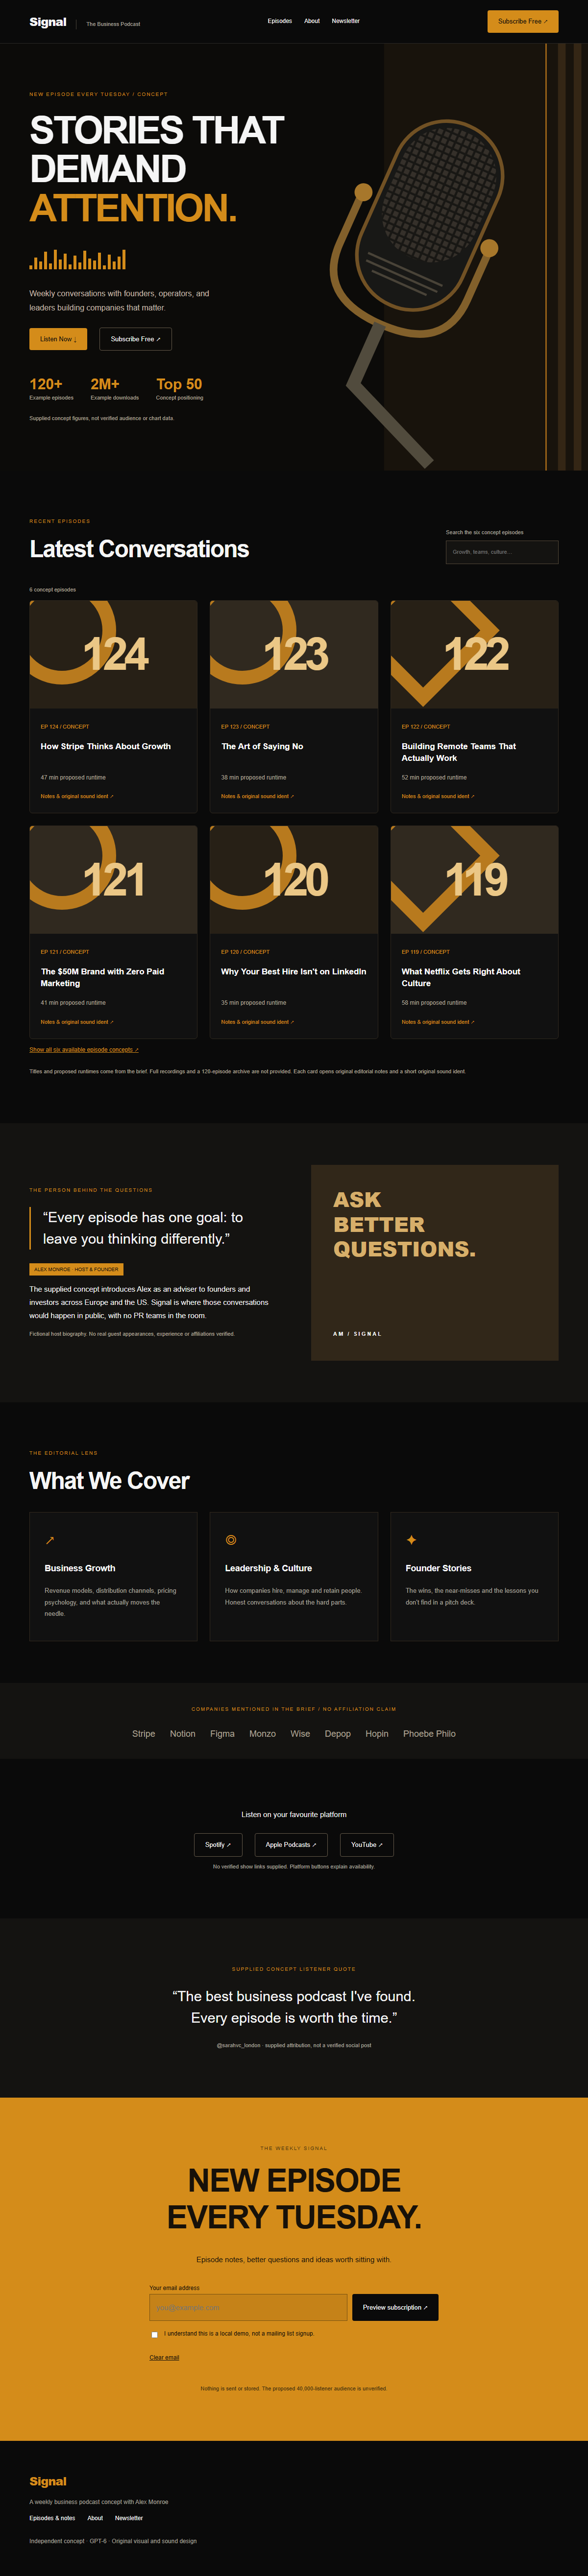 Signal
The Business Podcast
Episodes
About
Newsletter
Subscribe Free ↗
NEW EPISODE EVERY TUESDAY / CONCEPT
STORIES THAT
DEMAND
ATTENTION.
Weekly conversations with founders, operators, and
leaders building companies that matter.
Listen Now ↓
Subscribe Free ↗
120+
Example episodes
2M+
Example downloads
Top 50
Concept positioning
Supplied concept figures, not verified audience or chart data.
RECENT EPISODES
Latest Conversations
Search the six concept episodes
Growth, teams, culture…
6 concept episodes
124
EP 124 / CONCEPT
How Stripe Thinks About Growth
47 min proposed runtime
Notes & original sound ident ↗
123
EP 123 / CONCEPT
The Art of Saying No
38 min proposed runtime
Notes & original sound ident ↗
122
EP 122 / CONCEPT
Building Remote Teams That
Actually Work
52 min proposed runtime
Notes & original sound ident ↗
121
EP 121 / CONCEPT
The $50M Brand with Zero Paid
Marketing
41 min proposed runtime
Notes & original sound ident ↗
120
EP 120 / CONCEPT
Why Your Best Hire Isn't on LinkedIn
35 min proposed runtime
Notes & original sound ident ↗
119
EP 119 / CONCEPT
What Netflix Gets Right About
Culture
58 min proposed runtime
Notes & original sound ident ↗
Show all six available episode concepts ↗
Titles and proposed runtimes come from the brief. Full recordings and a 120-episode archive are not provided. Each card opens original editorial notes and a short original sound ident.
THE PERSON BEHIND THE QUESTIONS
“Every episode has one goal: to
leave you thinking differently.”
ALEX MONROE · HOST & FOUNDER
The supplied concept introduces Alex as an adviser to founders and
investors across Europe and the US. Signal is where those conversations
would happen in public, with no PR teams in the room.
Fictional host biography. No real guest appearances, experience or affiliations verified.
ASK
BETTER
QUESTIONS.
AM / SIGNAL
THE EDITORIAL LENS
What We Cover
Business Growth
Revenue models, distribution channels, pricing
psychology, and what actually moves the
needle.
Leadership & Culture
How companies hire, manage and retain people.
Honest conversations about the hard parts.
Founder Stories
The wins, the near-misses and the lessons you
don't find in a pitch deck.
COMPANIES MENTIONED IN THE BRIEF / NO AFFILIATION CLAIM
Stripe
Notion
Figma
Monzo
Wise
Depop
Hopin
Phoebe Philo
Listen on your favourite platform
Spotify ↗
Apple Podcasts ↗
YouTube ↗
No verified show links supplied. Platform buttons explain availability.
SUPPLIED CONCEPT LISTENER QUOTE
“The best business podcast I've found.
Every episode is worth the time.”
@sarahvc_london · supplied attribution, not a verified social post
THE WEEKLY SIGNAL
NEW EPISODE
EVERY TUESDAY.
Episode notes, better questions and ideas worth sitting with.
Your email address
you@example.com
Preview subscription ↗
I understand this is a local demo, not a mailing list signup.
Clear email
Nothing is sent or stored. The proposed 40,000-listener audience is unverified.
Signal
A weekly business podcast concept with Alex Monroe
Episodes & notes
About
Newsletter
Independent concept · GPT-6 · Original visual and sound design